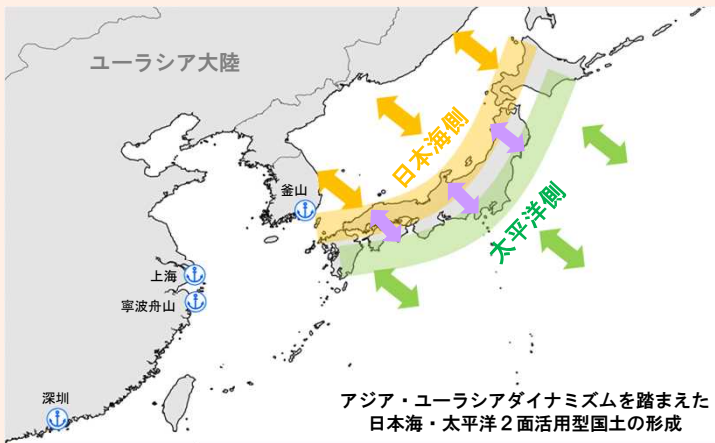 ユーラシア大陸
日本海側
釜山
太平洋側
上海
寧波舟山
深圳
アジア・ユーラシアダイナミズムを踏まえた
日本海・太平洋２面活用型国土の形成